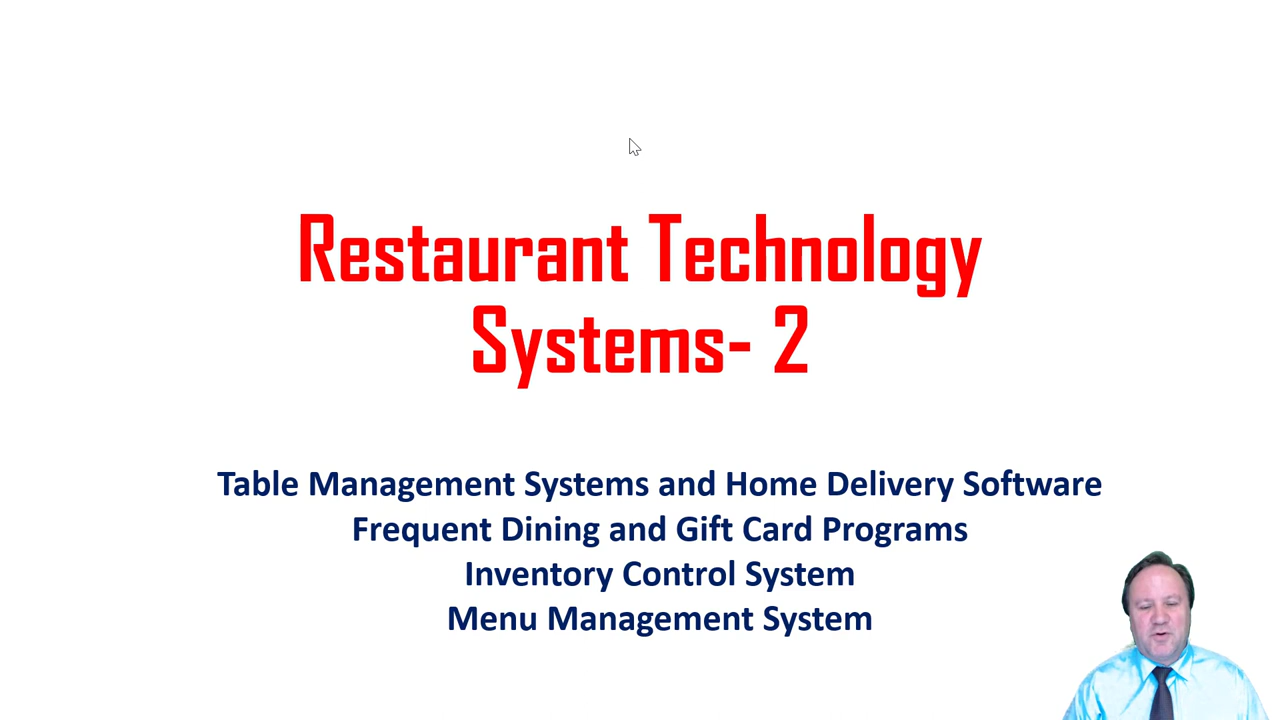 Restaurant Technology
Systems- 2
Table Management Systems and Home Delivery Software
Frequent Dining and Gift Card Programs
Inventory Control System
Menu Management System